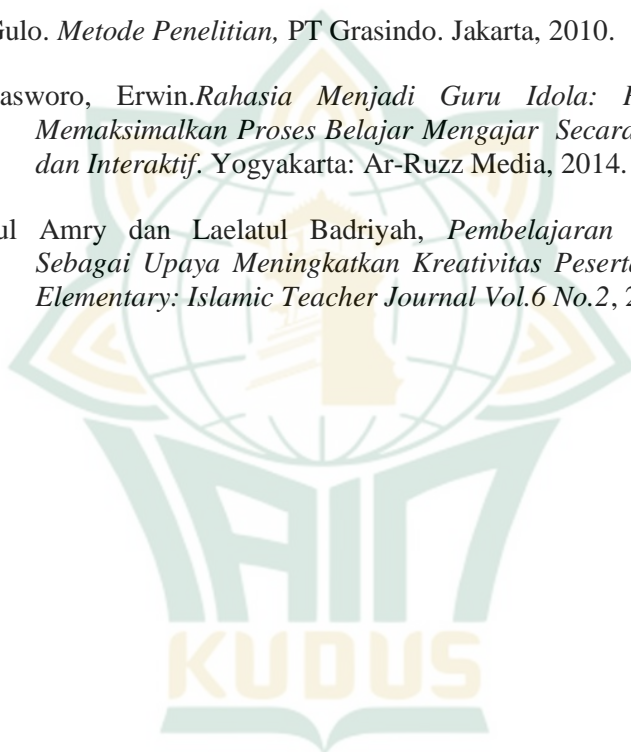 Gulo. Metode Penelitian, PT Grasindo. Jakarta, 2010.
asworo, Erwin.Rahasia Menjadi Guru Idola:
Memaksimalkan Proses Belajar Mengajar Secara
dan Interaktif. Yogyakarta: Ar-Ruzz Media, 2014.
ul Amry dan Laelatul Badriyah, Pembelajaran
Sebagai Upaya Meningkatkan Kreativitas Peserta
Elementary: Islamic Teacher Journal Vol.6 No.2,
IAIN
KUDUS